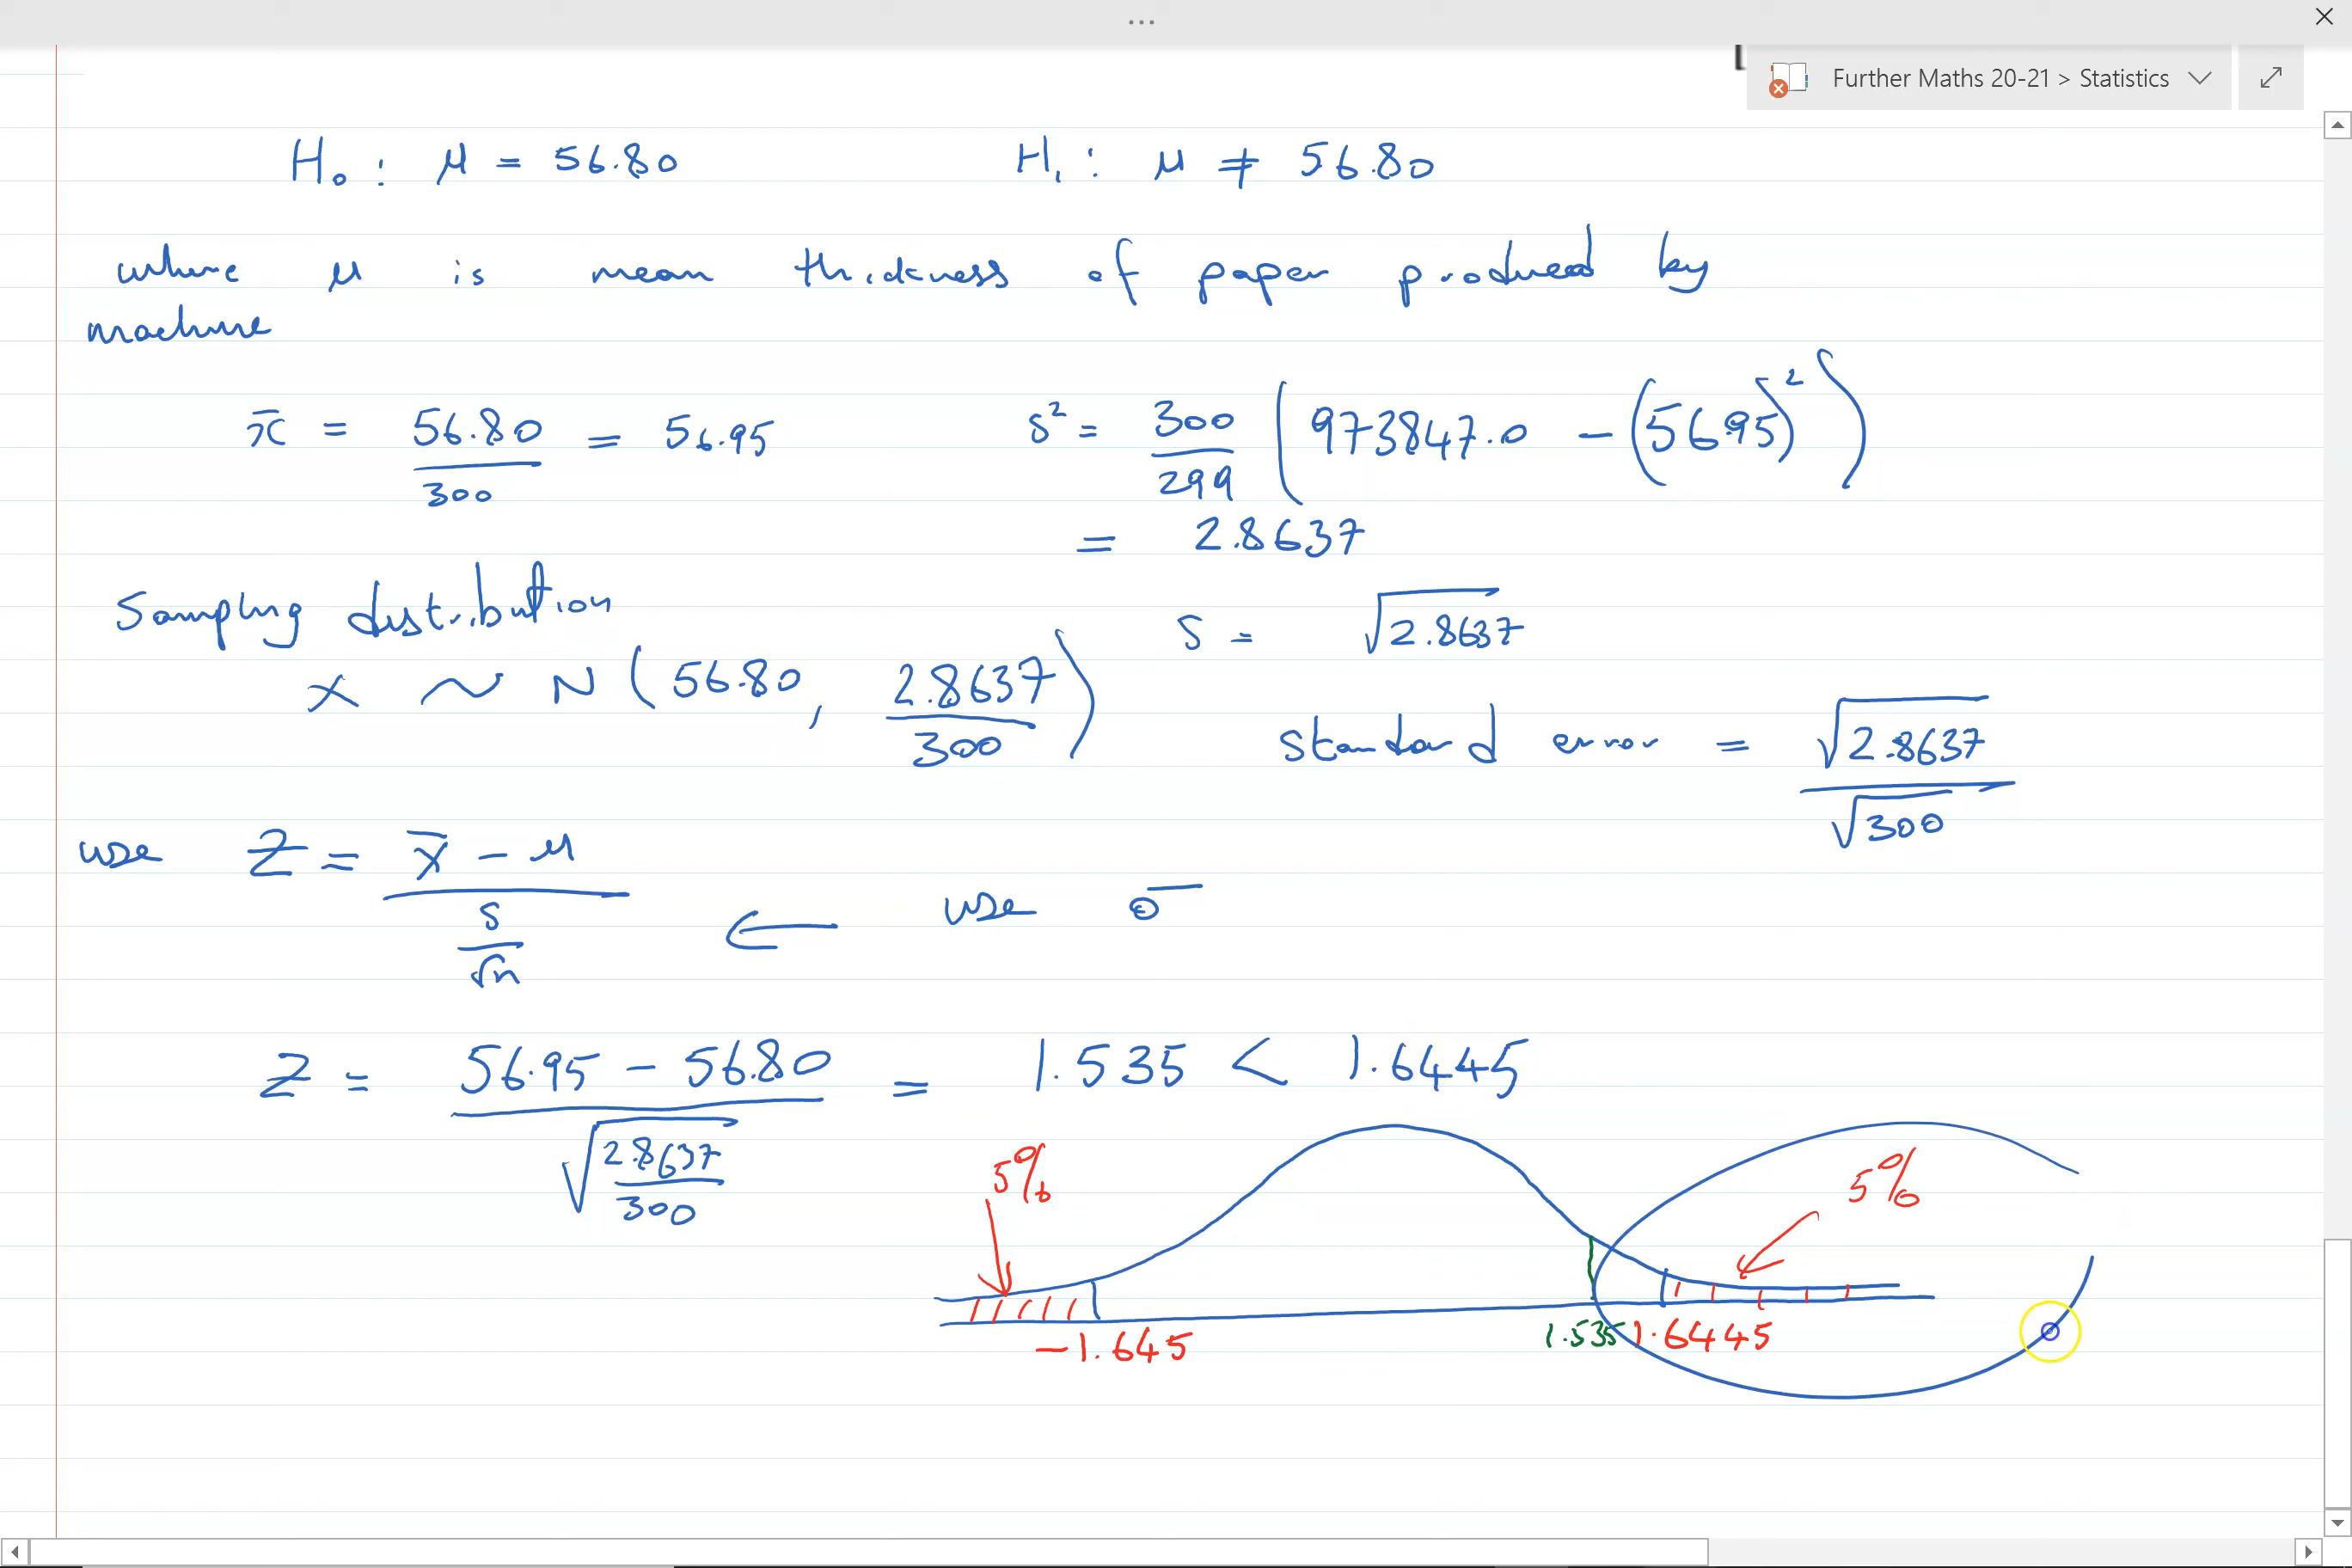 Further Maths 20-21 > Statistics
H₀ : μ = 56.80 H₁ : μ ≠ 56.80
where μ is mean thickness of paper produced by
machine
x̄ = 56.80/300 = 56.95 s² = 300/299 (973847.0 - (56.95)²)
= 2.8637
Sampling distribution s = √2.8637
X ~ N(56.80, 2.8637/300) standard error = √2.8637/√300
use Z = (x̄ - μ)/(s/√n) ← use σ
Z = (56.95 - 56.80)/√(2.8637/300) = 1.535 < 1.6445
5% 5%
-1.645 1.535 1.6445